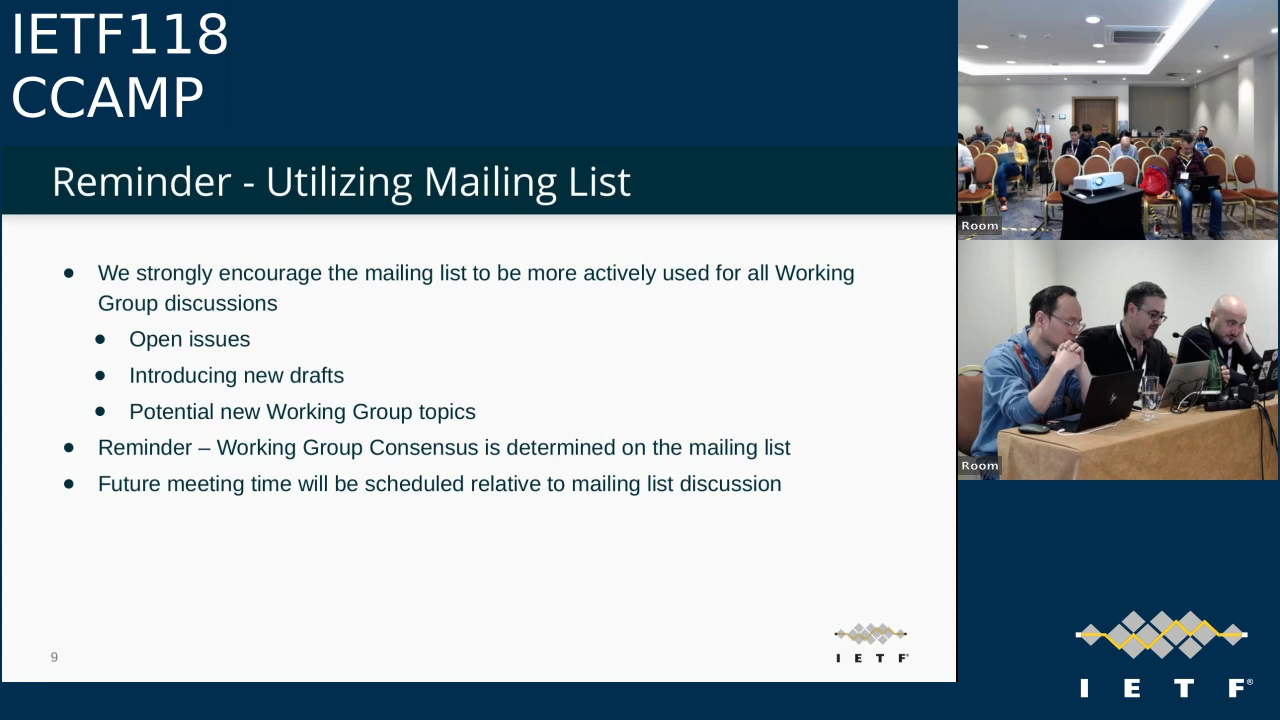 IETF118
CCAMP
Reminder - Utilizing Mailing List
• We strongly encourage the mailing list to be more actively used for all Working
Group discussions
• Open issues
• Introducing new drafts
• Potential new Working Group topics
• Reminder – Working Group Consensus is determined on the mailing list
• Future meeting time will be scheduled relative to mailing list discussion
9
I E T F®
Room
Room
I E T F®